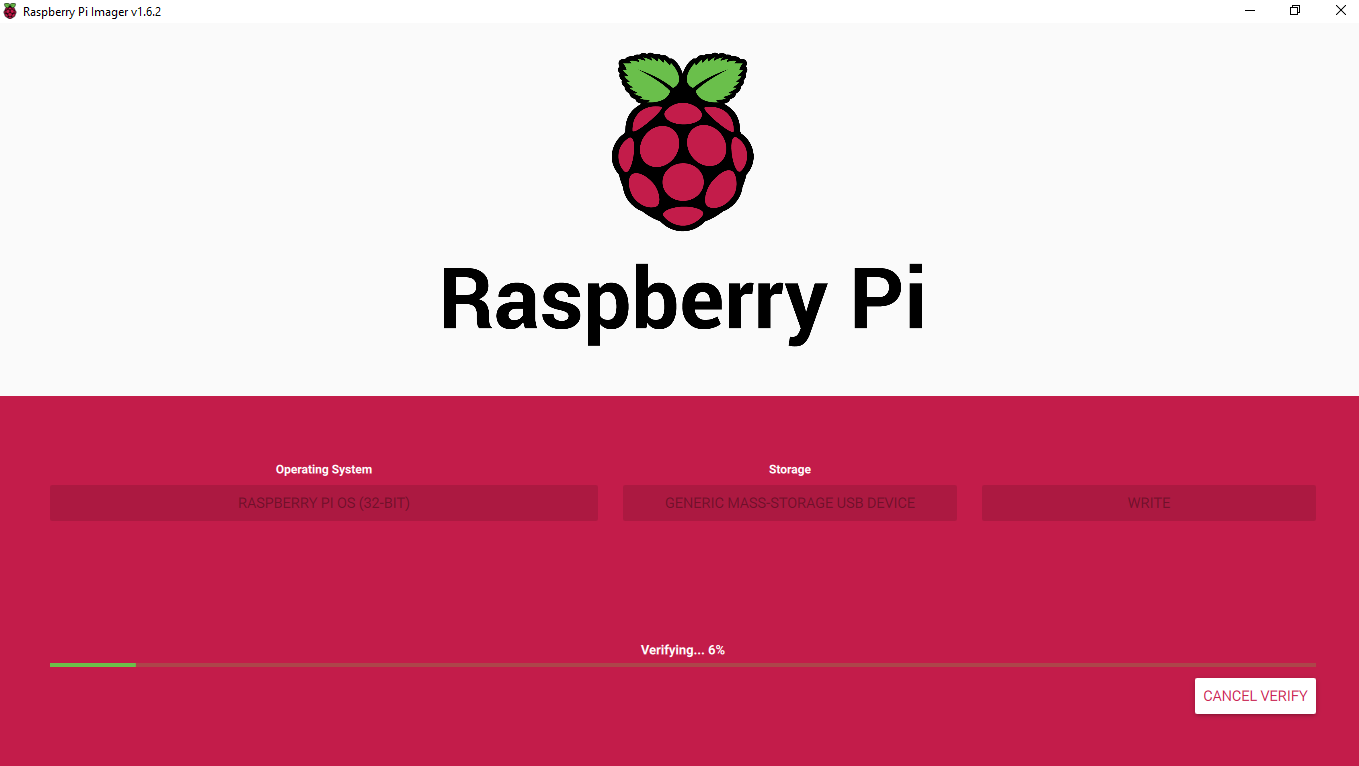 Raspberry Pi Imager v1.6.2
Raspberry Pi
Operating System
Storage
RASPBERRY PI OS (32-BIT)
GENERIC MASS-STORAGE USB DEVICE
WRITE
Verifying... 6%
CANCEL VERIFY